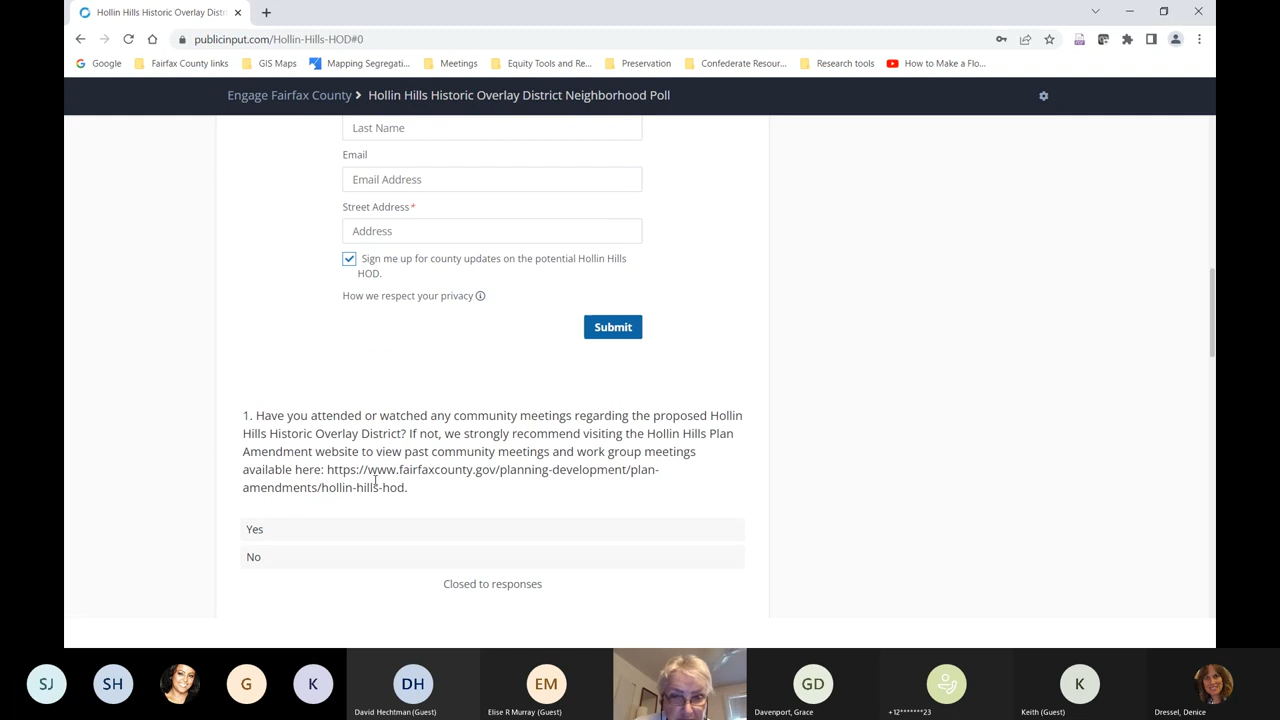 Hollin Hills Historic Overlay Distri
publicinput.com/Hollin-Hills-HOD#0
Google
Fairfax County links
GIS Maps
Mapping Segregati...
Meetings
Equity Tools and Re...
Preservation
Confederate Resour...
Research tools
How to Make a Flo...
Engage Fairfax County > Hollin Hills Historic Overlay District Neighborhood Poll
Last Name
Email
Email Address
Street Address*
Address
Sign me up for county updates on the potential Hollin Hills
HOD.
How we respect your privacy
Submit
1. Have you attended or watched any community meetings regarding the proposed Hollin
Hills Historic Overlay District? If not, we strongly recommend visiting the Hollin Hills Plan
Amendment website to view past community meetings and work group meetings
available here: https://www.fairfaxcounty.gov/planning-development/plan-
amendments/hollin-hills-hod.
Yes
No
Closed to responses
SJ
SH
G
K
DH
EM
GD
K
David Hechtman (Guest)
Elise R Murray (Guest)
Davenport, Grace
+12*******23
Keith (Guest)
Dressel, Denice